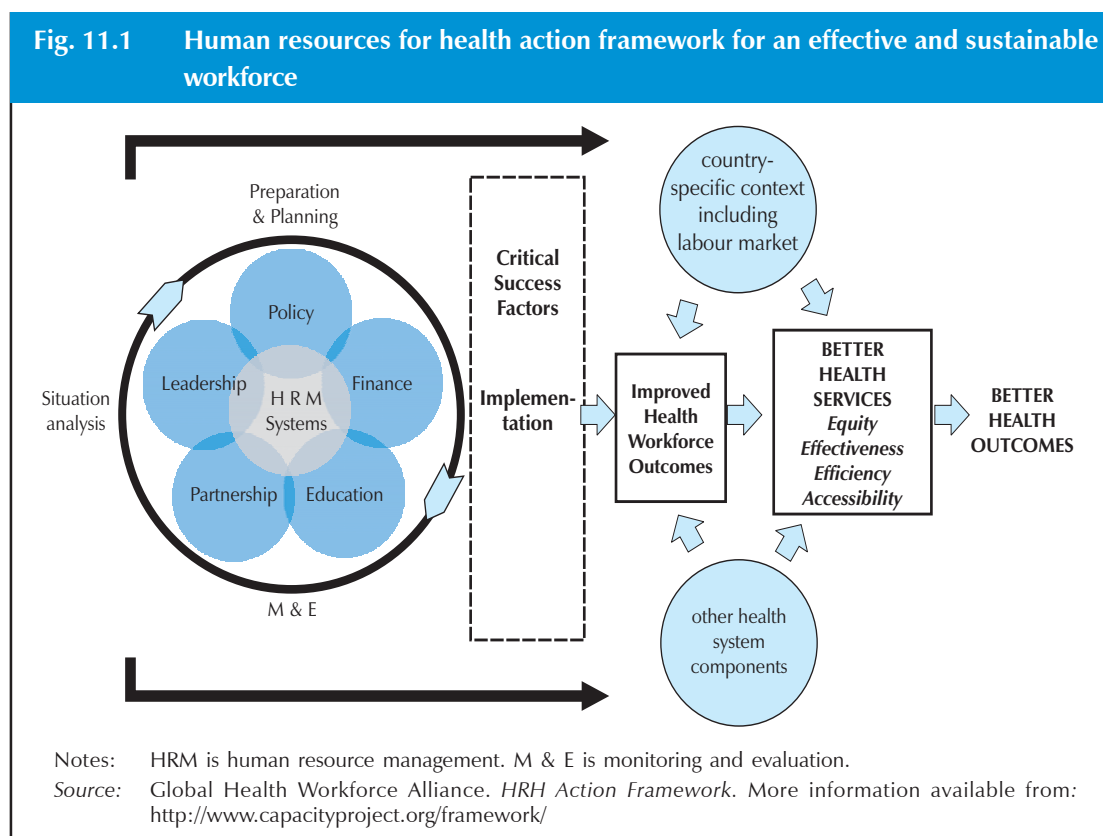 Fig. 11.1 Human resources for health action framework for an effective and sustainable
workforce
Preparation
& Planning
Situation
analysis
Policy
Leadership
Finance
H R M
Systems
Partnership
Education
M & E
Critical
Success
Factors
Implemen-
tation
country-
specific context
including
labour market
Improved
Health
Workforce
Outcomes
BETTER
HEALTH
SERVICES
Equity
Effectiveness
Efficiency
Accessibility
BETTER
HEALTH
OUTCOMES
other health
system
components
Notes: HRM is human resource management. M & E is monitoring and evaluation.
Source: Global Health Workforce Alliance. HRH Action Framework. More information available from:
http://www.capacityproject.org/framework/